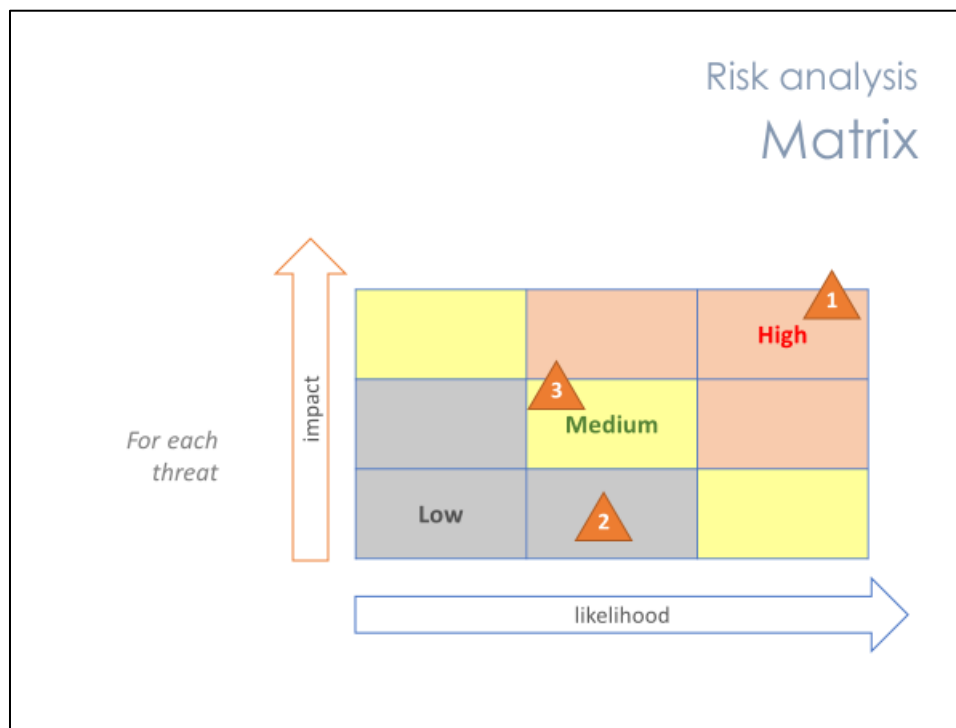 Risk analysis
Matrix
1
High
impact
3
Medium
For each
threat
Low
2
likelihood